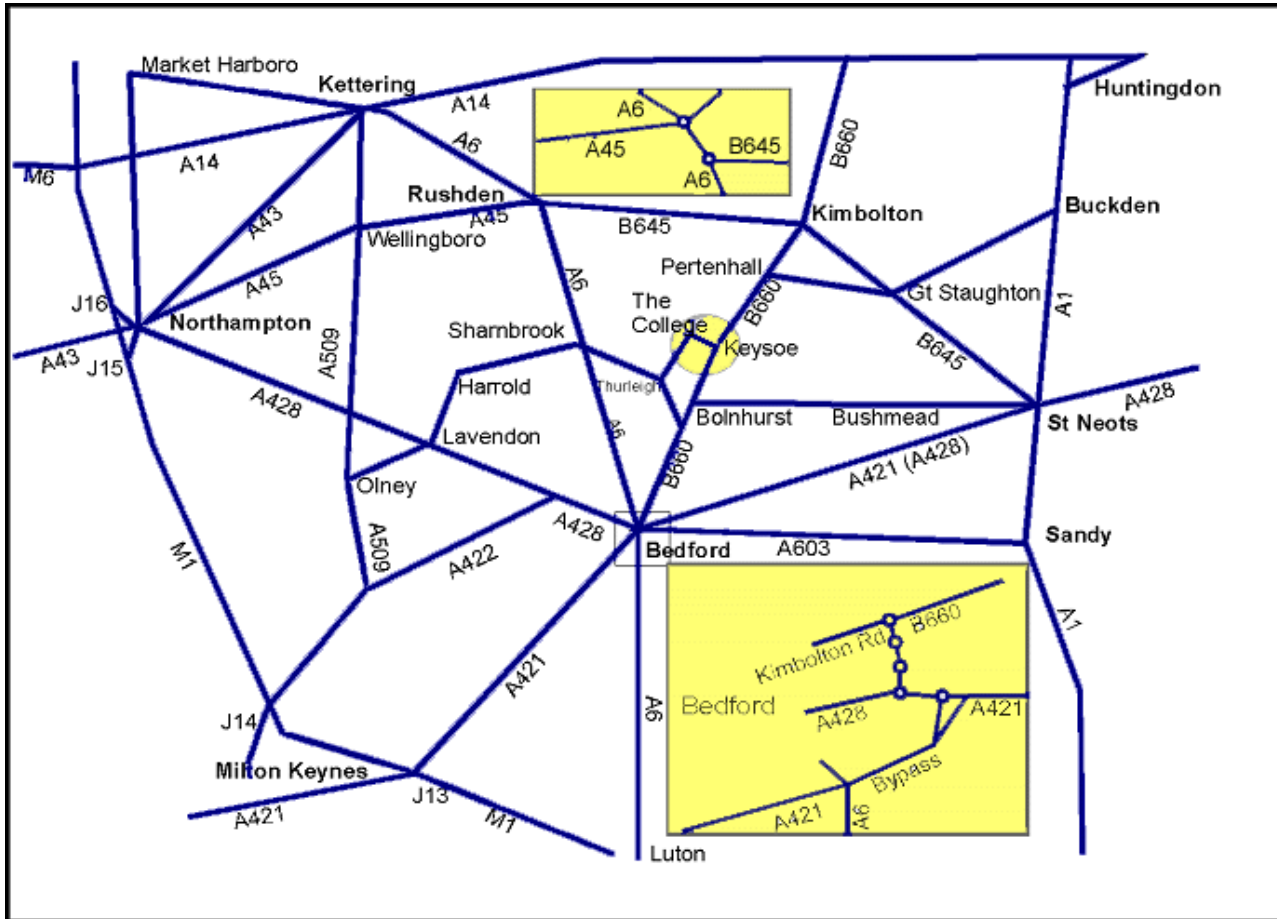 Market Harboro
Kettering
Huntingdon
A14
A6
A6
A45
B645
A6
B660
A14
M6
A43
Rushden
A45
B645
Kimbolton
Buckden
Wellingboro
A45
A6
Pertenhall
B660
Gt Staughton
A1
J16
Northampton
The
College
Sharnbrook
Keysoe
B645
A43
J15
A509
A428
Harrold
Thurleigh
Bolnhurst
Bushmead
A428
St Neots
Lavendon
A6
B660
A421 (A428)
Olney
A428
Bedford
A603
Sandy
M1
A509
A422
A421
A6
A1
B660
Kimbolton Rd
Bedford
A428
A421
Bypass
A421
A6
J14
Milton Keynes
J13
A421
M1
Luton